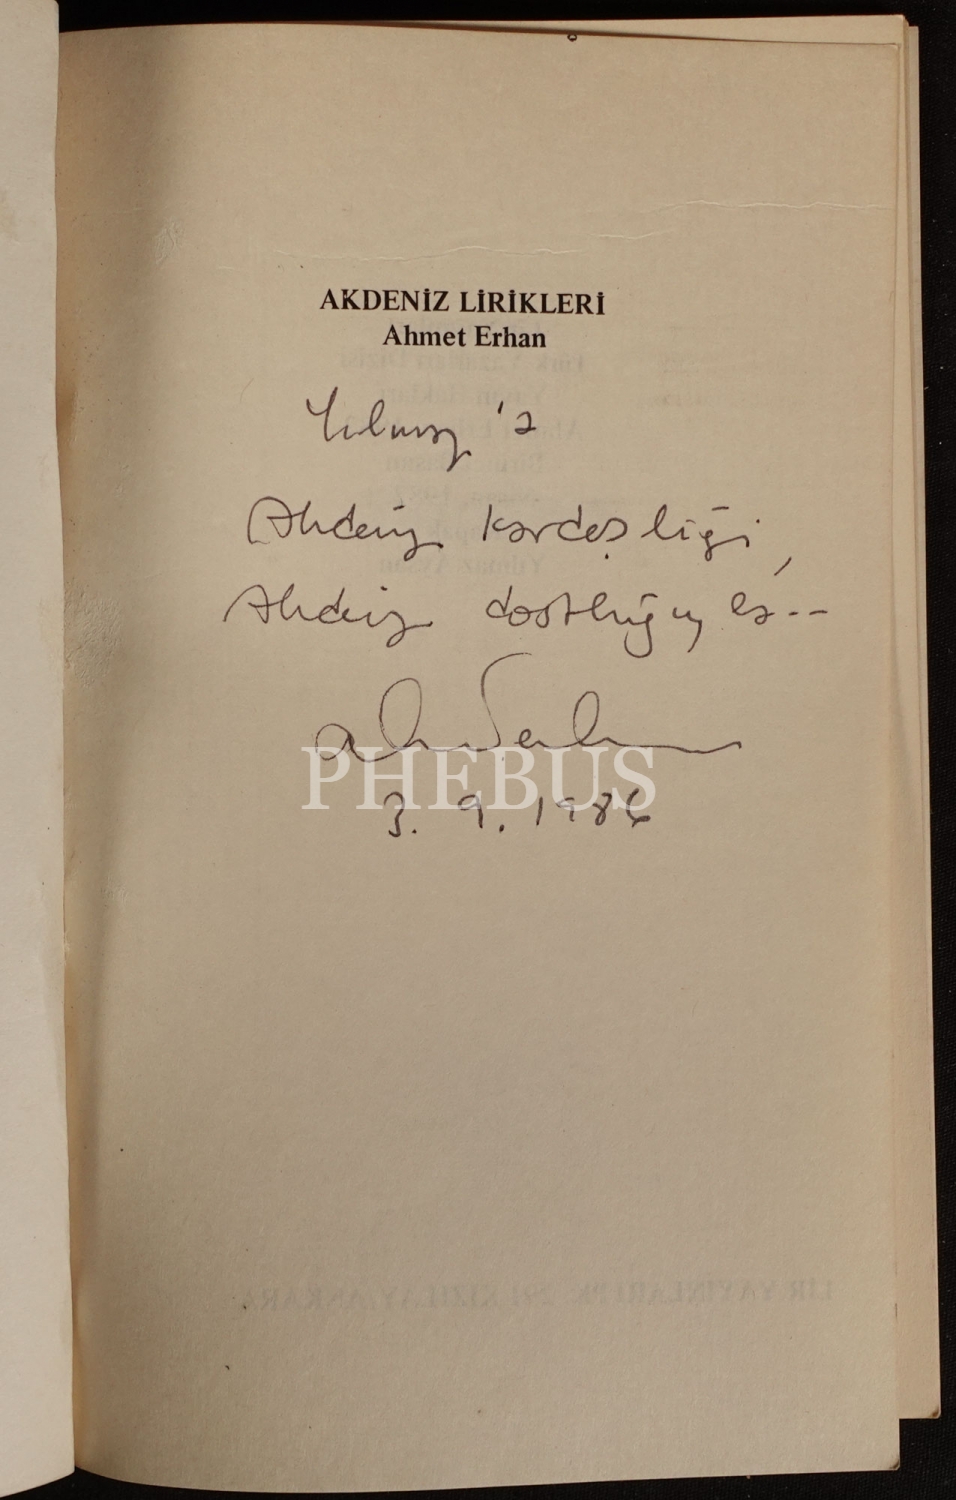 AKDENİZ LİRİKLERİ
Ahmet Erhan
Yılmaz'a
Akdeniz kardeşliği,
Akdeniz dostluğuyla--
PHEBUS
3.9.1986